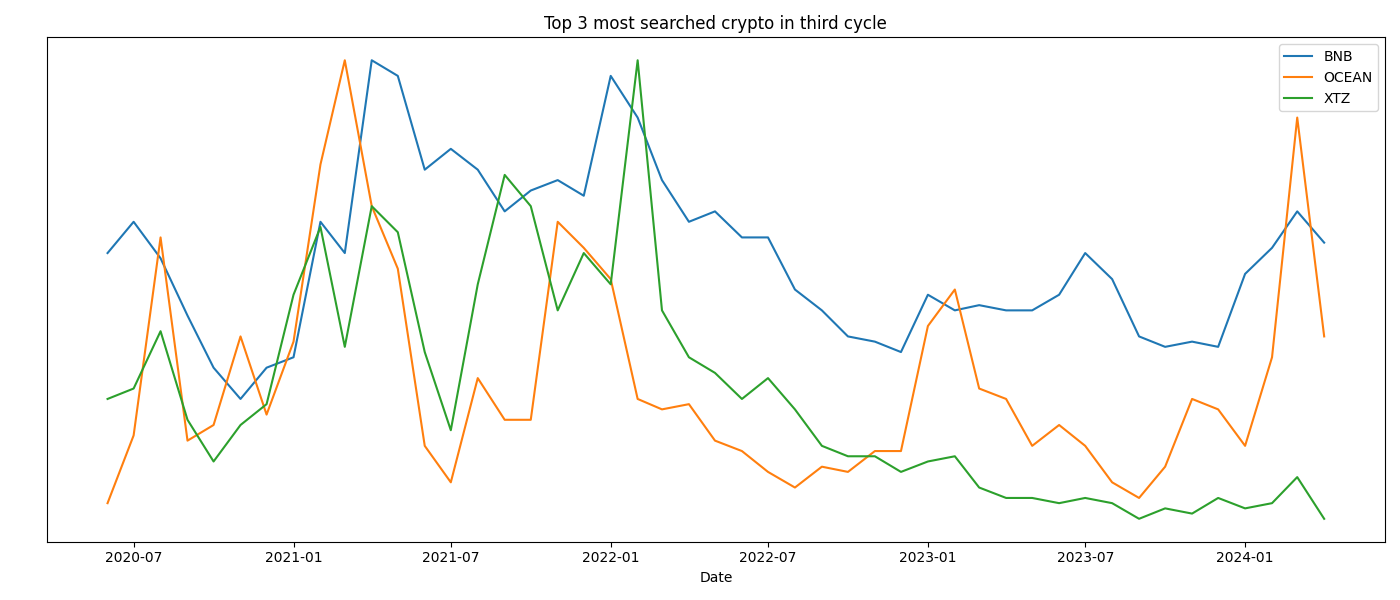 Top 3 most searched crypto in third cycle
BNB
OCEAN
XTZ
2020-07 2021-01 2021-07 2022-01 2022-07 2023-01 2023-07 2024-01
Date